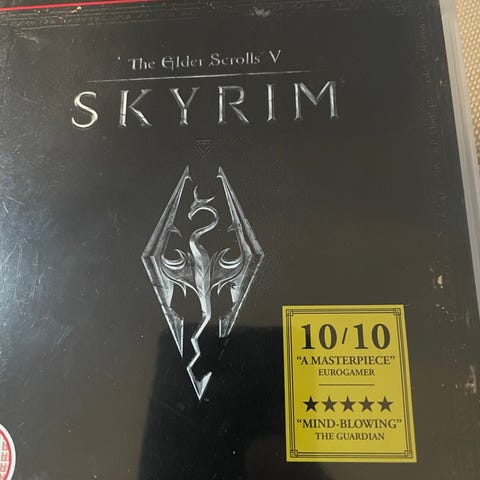 The Elder Scrolls V
SKYRIM
10/10
"A MASTERPIECE"
EUROGAMER
★★★★★
"MIND-BLOWING"
THE GUARDIAN